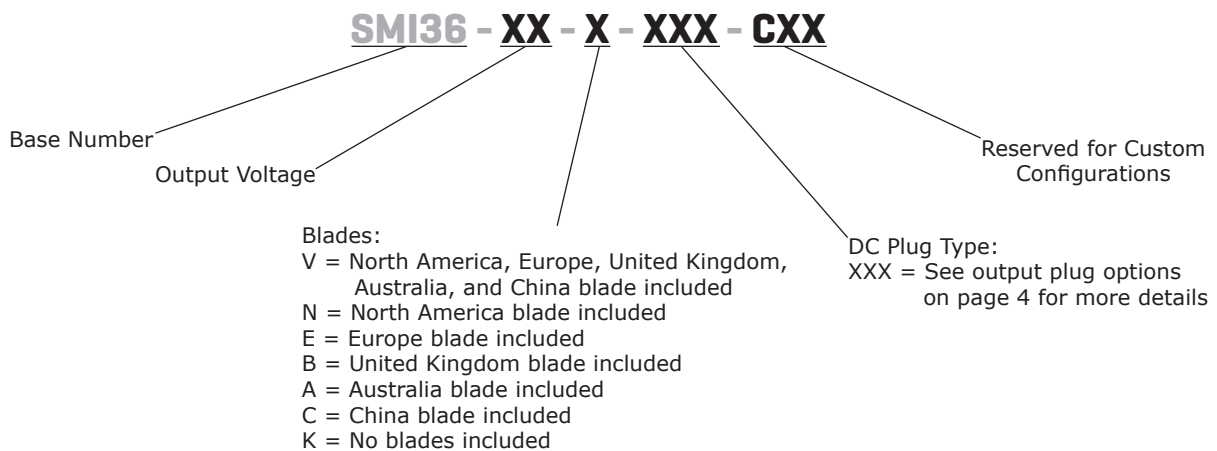 SMI36 - XX - X - XXX - CXX
Base Number
Output Voltage
Reserved for Custom
Configurations
Blades:
V = North America, Europe, United Kingdom,
Australia, and China blade included
N = North America blade included
E = Europe blade included
B = United Kingdom blade included
A = Australia blade included
C = China blade included
K = No blades included
DC Plug Type:
XXX = See output plug options
on page 4 for more details